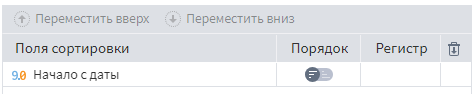 Переместить вверх Переместить вниз
Поля сортировки Порядок Регистр
9.0 Начало с даты